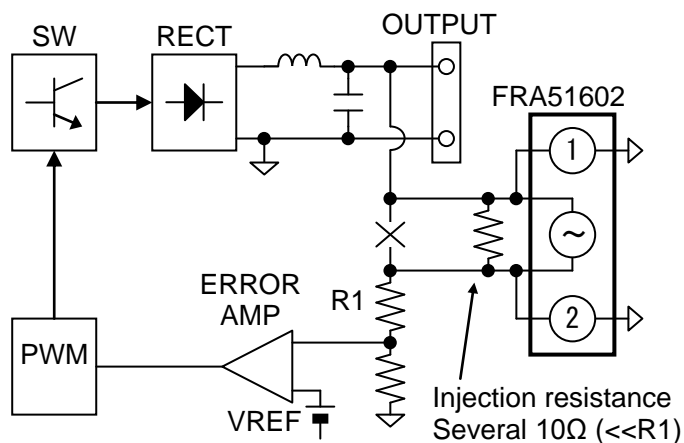 SW
RECT
OUTPUT
FRA51602
1
~
2
R1
ERROR
AMP
PWM
VREF
Injection resistance
Several 10Ω (<<R1)